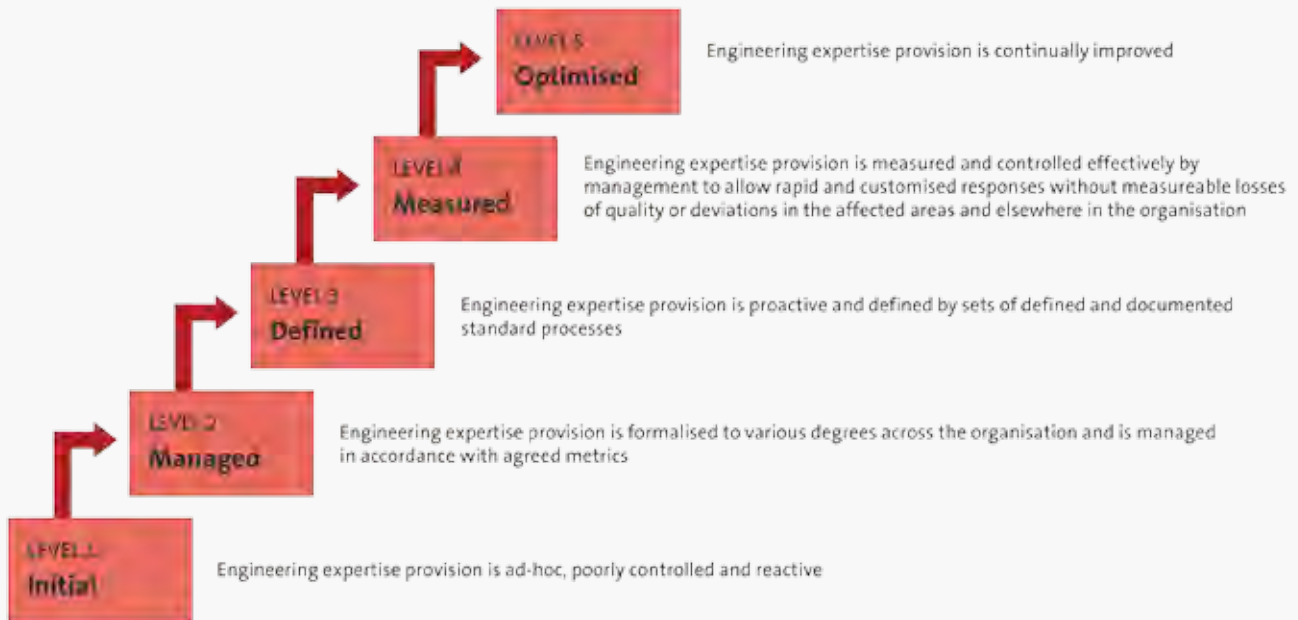 LEVEL 5
Optimised
Engineering expertise provision is continually improved
LEVEL 4
Measured
Engineering expertise provision is measured and controlled effectively by
management to allow rapid and customised responses without measureable losses
of quality or deviations in the affected areas and elsewhere in the organisation
LEVEL 3
Defined
Engineering expertise provision is proactive and defined by sets of defined and documented
standard processes
LEVEL 2
Managed
Engineering expertise provision is formalised to various degrees across the organisation and is managed
in accordance with agreed metrics
LEVEL 1
Initial
Engineering expertise provision is ad-hoc, poorly controlled and reactive